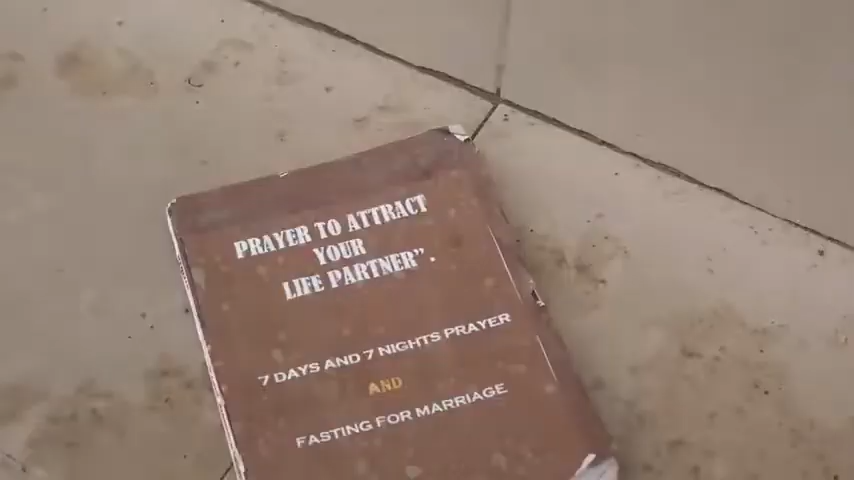 PRAYER TO ATTRACT
YOUR
LIFE PARTNER".
7 DAYS AND 7 NIGHTS PRAYER
AND
FASTING FOR MARRIAGE